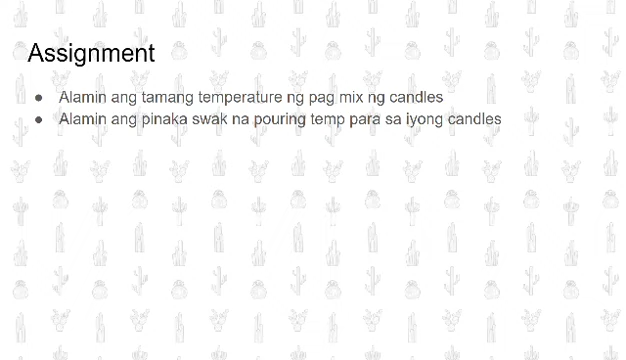 Assignment
● Alamin ang tamang temperature ng pag mix ng candles
● Alamin ang pinaka swak na pouring temp para sa iyong candles